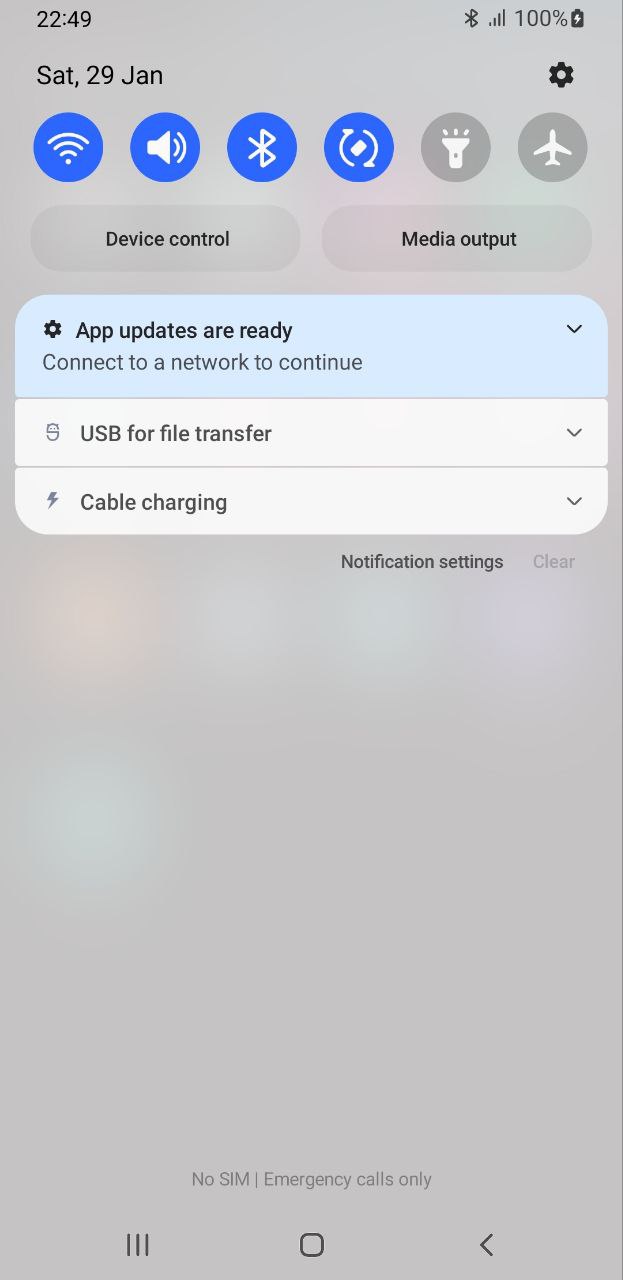 22:49 100%
Sat, 29 Jan
Device control Media output
App updates are ready
Connect to a network to continue
USB for file transfer
Cable charging
Notification settings Clear
No SIM | Emergency calls only